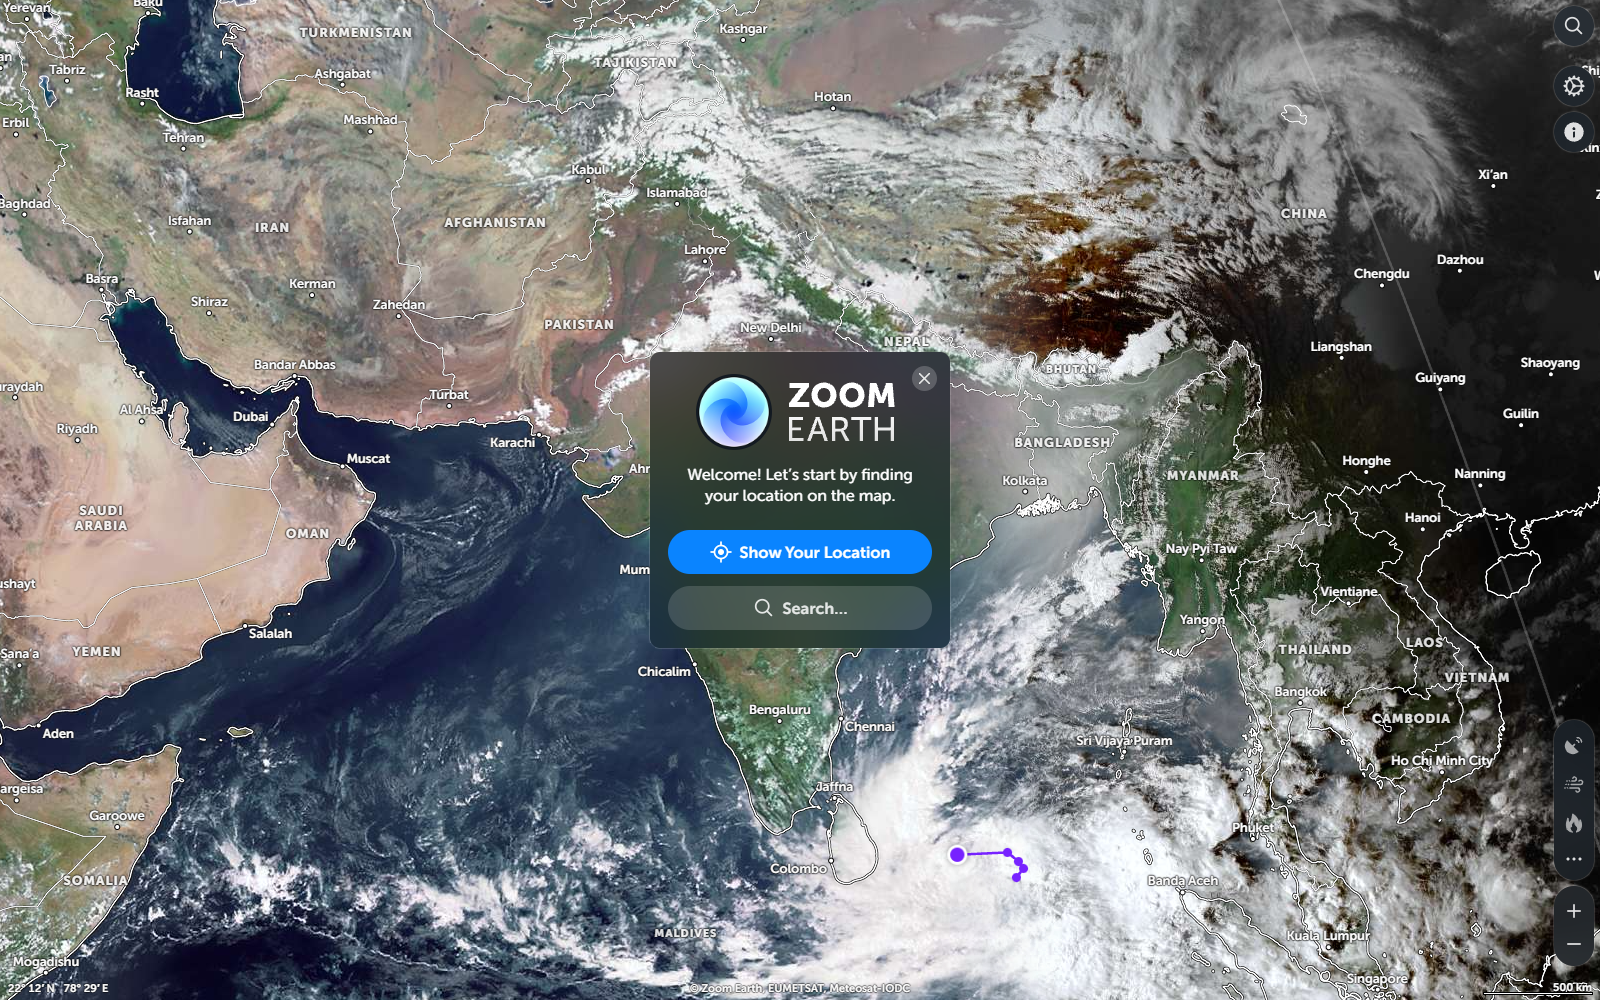 Yerevan
Baku
TURKMENISTAN
Kashgar
Tabriz
Ashgabat
TAJIKISTAN
Rasht
Hotan
Erbil
Tehran
Mashhad
Kabul
Islamabad
Xi'an
Baghdad
Isfahan
IRAN
AFGHANISTAN
CHINA
Lahore
Dazhou
Basra
Kerman
Chengdu
Shiraz
Zahedan
PAKISTAN
New Delhi
NEPAL
Liangshan
Bandar Abbas
BHUTAN
Shaoyang
uraydah
Turbat
Guiyang
Al Ahsa
Dubai
Guilin
Riyadh
Karachi
BANGLADESH
Muscat
Ahr
Honghe
Kolkata
MYANMAR
Nanning
SAUDI
ARABIA
Hanoi
OMAN
Nay Pyi Taw
Mum
ushayt
Vientiane
Yangon
Salalah
THAILAND
LAOS
Sana'a
YEMEN
Chicalim
VIETNAM
Bangkok
Bengaluru
CAMBODIA
Chennai
Aden
Sri Vijaya Puram
Ho Chi Minh City
Jaffna
argeisa
Garoowe
Phuket
Colombo
SOMALIA
Banda Aceh
MALDIVES
Kuala Lumpur
Mogadishu
Singapore
ZOOM
EARTH
Welcome! Let's start by finding
your location on the map.
Show Your Location
Search...
22° 12' N 78° 29' E
© Zoom Earth, EUMETSAT, Meteosat-IODC
500 km